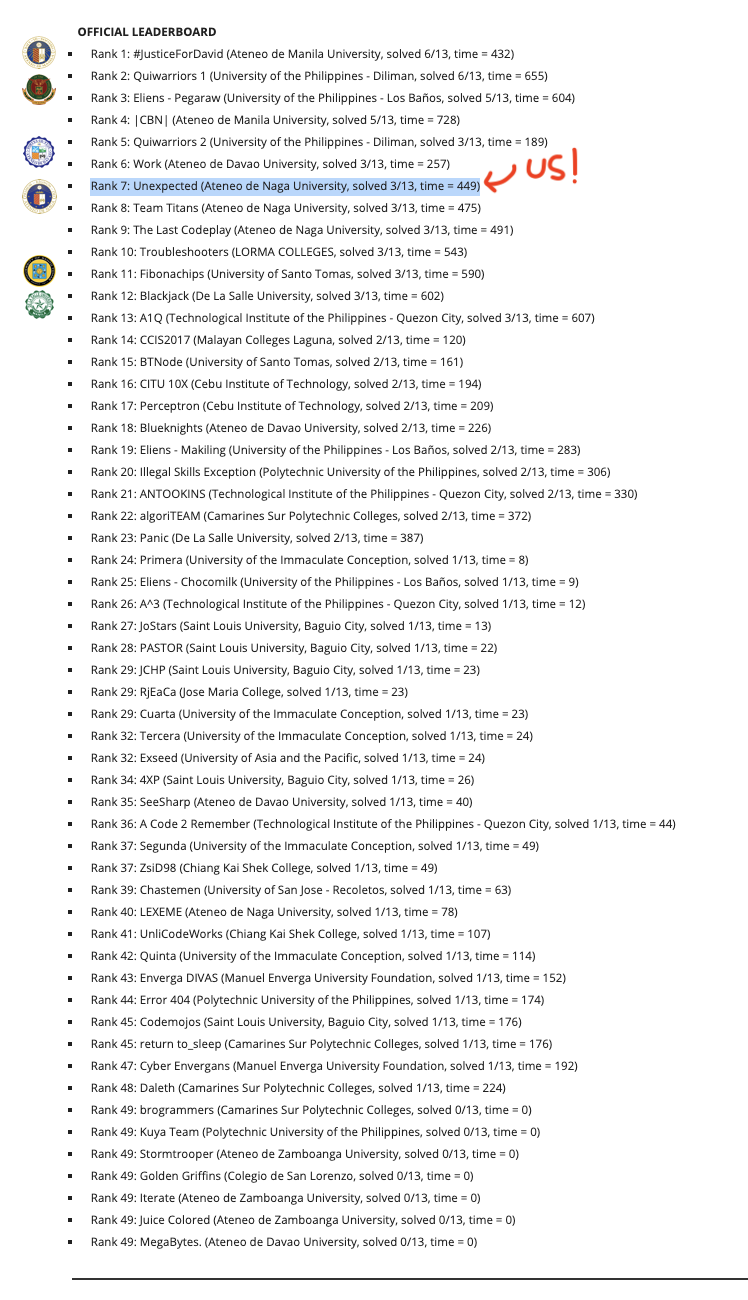 OFFICIAL LEADERBOARD
Rank 1: #JusticeForDavid (Ateneo de Manila University, solved 6/13, time = 432)
Rank 2: Quiwarriors 1 (University of the Philippines - Diliman, solved 6/13, time = 655)
Rank 3: Eliens - Pegaraw (University of the Philippines - Los Baños, solved 5/13, time = 604)
Rank 4: |CBN| (Ateneo de Manila University, solved 5/13, time = 728)
Rank 5: Quiwarriors 2 (University of the Philippines - Diliman, solved 3/13, time = 189)
Rank 6: Work (Ateneo de Davao University, solved 3/13, time = 257)
Rank 7: Unexpected (Ateneo de Naga University, solved 3/13, time = 449) US!
Rank 8: Team Titans (Ateneo de Naga University, solved 3/13, time = 475)
Rank 9: The Last Codeplay (Ateneo de Naga University, solved 3/13, time = 491)
Rank 10: Troubleshooters (LORMA COLLEGES, solved 3/13, time = 543)
Rank 11: Fibonachips (University of Santo Tomas, solved 3/13, time = 590)
Rank 12: Blackjack (De La Salle University, solved 3/13, time = 602)
Rank 13: A1Q (Technological Institute of the Philippines - Quezon City, solved 3/13, time = 607)
Rank 14: CCIS2017 (Malayan Colleges Laguna, solved 2/13, time = 120)
Rank 15: BTNode (University of Santo Tomas, solved 2/13, time = 161)
Rank 16: CITU 10X (Cebu Institute of Technology, solved 2/13, time = 194)
Rank 17: Perceptron (Cebu Institute of Technology, solved 2/13, time = 209)
Rank 18: Blueknights (Ateneo de Davao University, solved 2/13, time = 226)
Rank 19: Eliens - Makiling (University of the Philippines - Los Baños, solved 2/13, time = 283)
Rank 20: Illegal Skills Exception (Polytechnic University of the Philippines, solved 2/13, time = 306)
Rank 21: ANTOOKINS (Technological Institute of the Philippines - Quezon City, solved 2/13, time = 330)
Rank 22: algoriTEAM (Camarines Sur Polytechnic Colleges, solved 2/13, time = 372)
Rank 23: Panic (De La Salle University, solved 2/13, time = 387)
Rank 24: Primera (University of the Immaculate Conception, solved 1/13, time = 8)
Rank 25: Eliens - Chocomilk (University of the Philippines - Los Baños, solved 1/13, time = 9)
Rank 26: A^3 (Technological Institute of the Philippines - Quezon City, solved 1/13, time = 12)
Rank 27: JoStars (Saint Louis University, Baguio City, solved 1/13, time = 13)
Rank 28: PASTOR (Saint Louis University, Baguio City, solved 1/13, time = 22)
Rank 29: JCHP (Saint Louis University, Baguio City, solved 1/13, time = 23)
Rank 29: RjEaCa (Jose Maria College, solved 1/13, time = 23)
Rank 29: Cuarta (University of the Immaculate Conception, solved 1/13, time = 23)
Rank 32: Tercera (University of the Immaculate Conception, solved 1/13, time = 24)
Rank 32: Exseed (University of Asia and the Pacific, solved 1/13, time = 24)
Rank 34: 4XP (Saint Louis University, Baguio City, solved 1/13, time = 26)
Rank 35: SeeSharp (Ateneo de Davao University, solved 1/13, time = 40)
Rank 36: A Code 2 Remember (Technological Institute of the Philippines - Quezon City, solved 1/13, time = 44)
Rank 37: Segunda (University of the Immaculate Conception, solved 1/13, time = 49)
Rank 37: ZsiD98 (Chiang Kai Shek College, solved 1/13, time = 49)
Rank 39: Chastemen (University of San Jose - Recoletos, solved 1/13, time = 63)
Rank 40: LEXEME (Ateneo de Naga University, solved 1/13, time = 78)
Rank 41: UnliCodeWorks (Chiang Kai Shek College, solved 1/13, time = 107)
Rank 42: Quinta (University of the Immaculate Conception, solved 1/13, time = 114)
Rank 43: Enverga DIVAS (Manuel Enverga University Foundation, solved 1/13, time = 152)
Rank 44: Error 404 (Polytechnic University of the Philippines, solved 1/13, time = 174)
Rank 45: Codemojos (Saint Louis University, Baguio City, solved 1/13, time = 176)
Rank 45: return to_sleep (Camarines Sur Polytechnic Colleges, solved 1/13, time = 176)
Rank 47: Cyber Envergans (Manuel Enverga University Foundation, solved 1/13, time = 192)
Rank 48: Daleth (Camarines Sur Polytechnic Colleges, solved 1/13, time = 224)
Rank 49: brogrammers (Camarines Sur Polytechnic Colleges, solved 0/13, time = 0)
Rank 49: Kuya Team (Polytechnic University of the Philippines, solved 0/13, time = 0)
Rank 49: Stormtrooper (Ateneo de Zamboanga University, solved 0/13, time = 0)
Rank 49: Golden Griffins (Colegio de San Lorenzo, solved 0/13, time = 0)
Rank 49: Iterate (Ateneo de Zamboanga University, solved 0/13, time = 0)
Rank 49: Juice Colored (Ateneo de Zamboanga University, solved 0/13, time = 0)
Rank 49: MegaBytes. (Ateneo de Davao University, solved 0/13, time = 0)